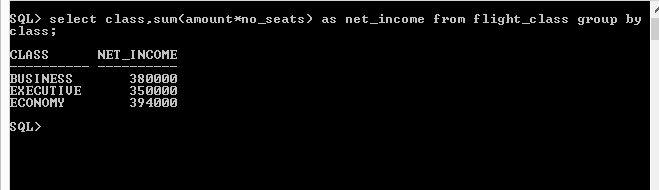 SQL> select class,sum(amount*no_seats) as net_income from flight_class group by
class;
CLASS      NET_INCOME
---------- ----------
BUSINESS       380000
EXECUTIVE      350000
ECONOMY        394000
SQL>